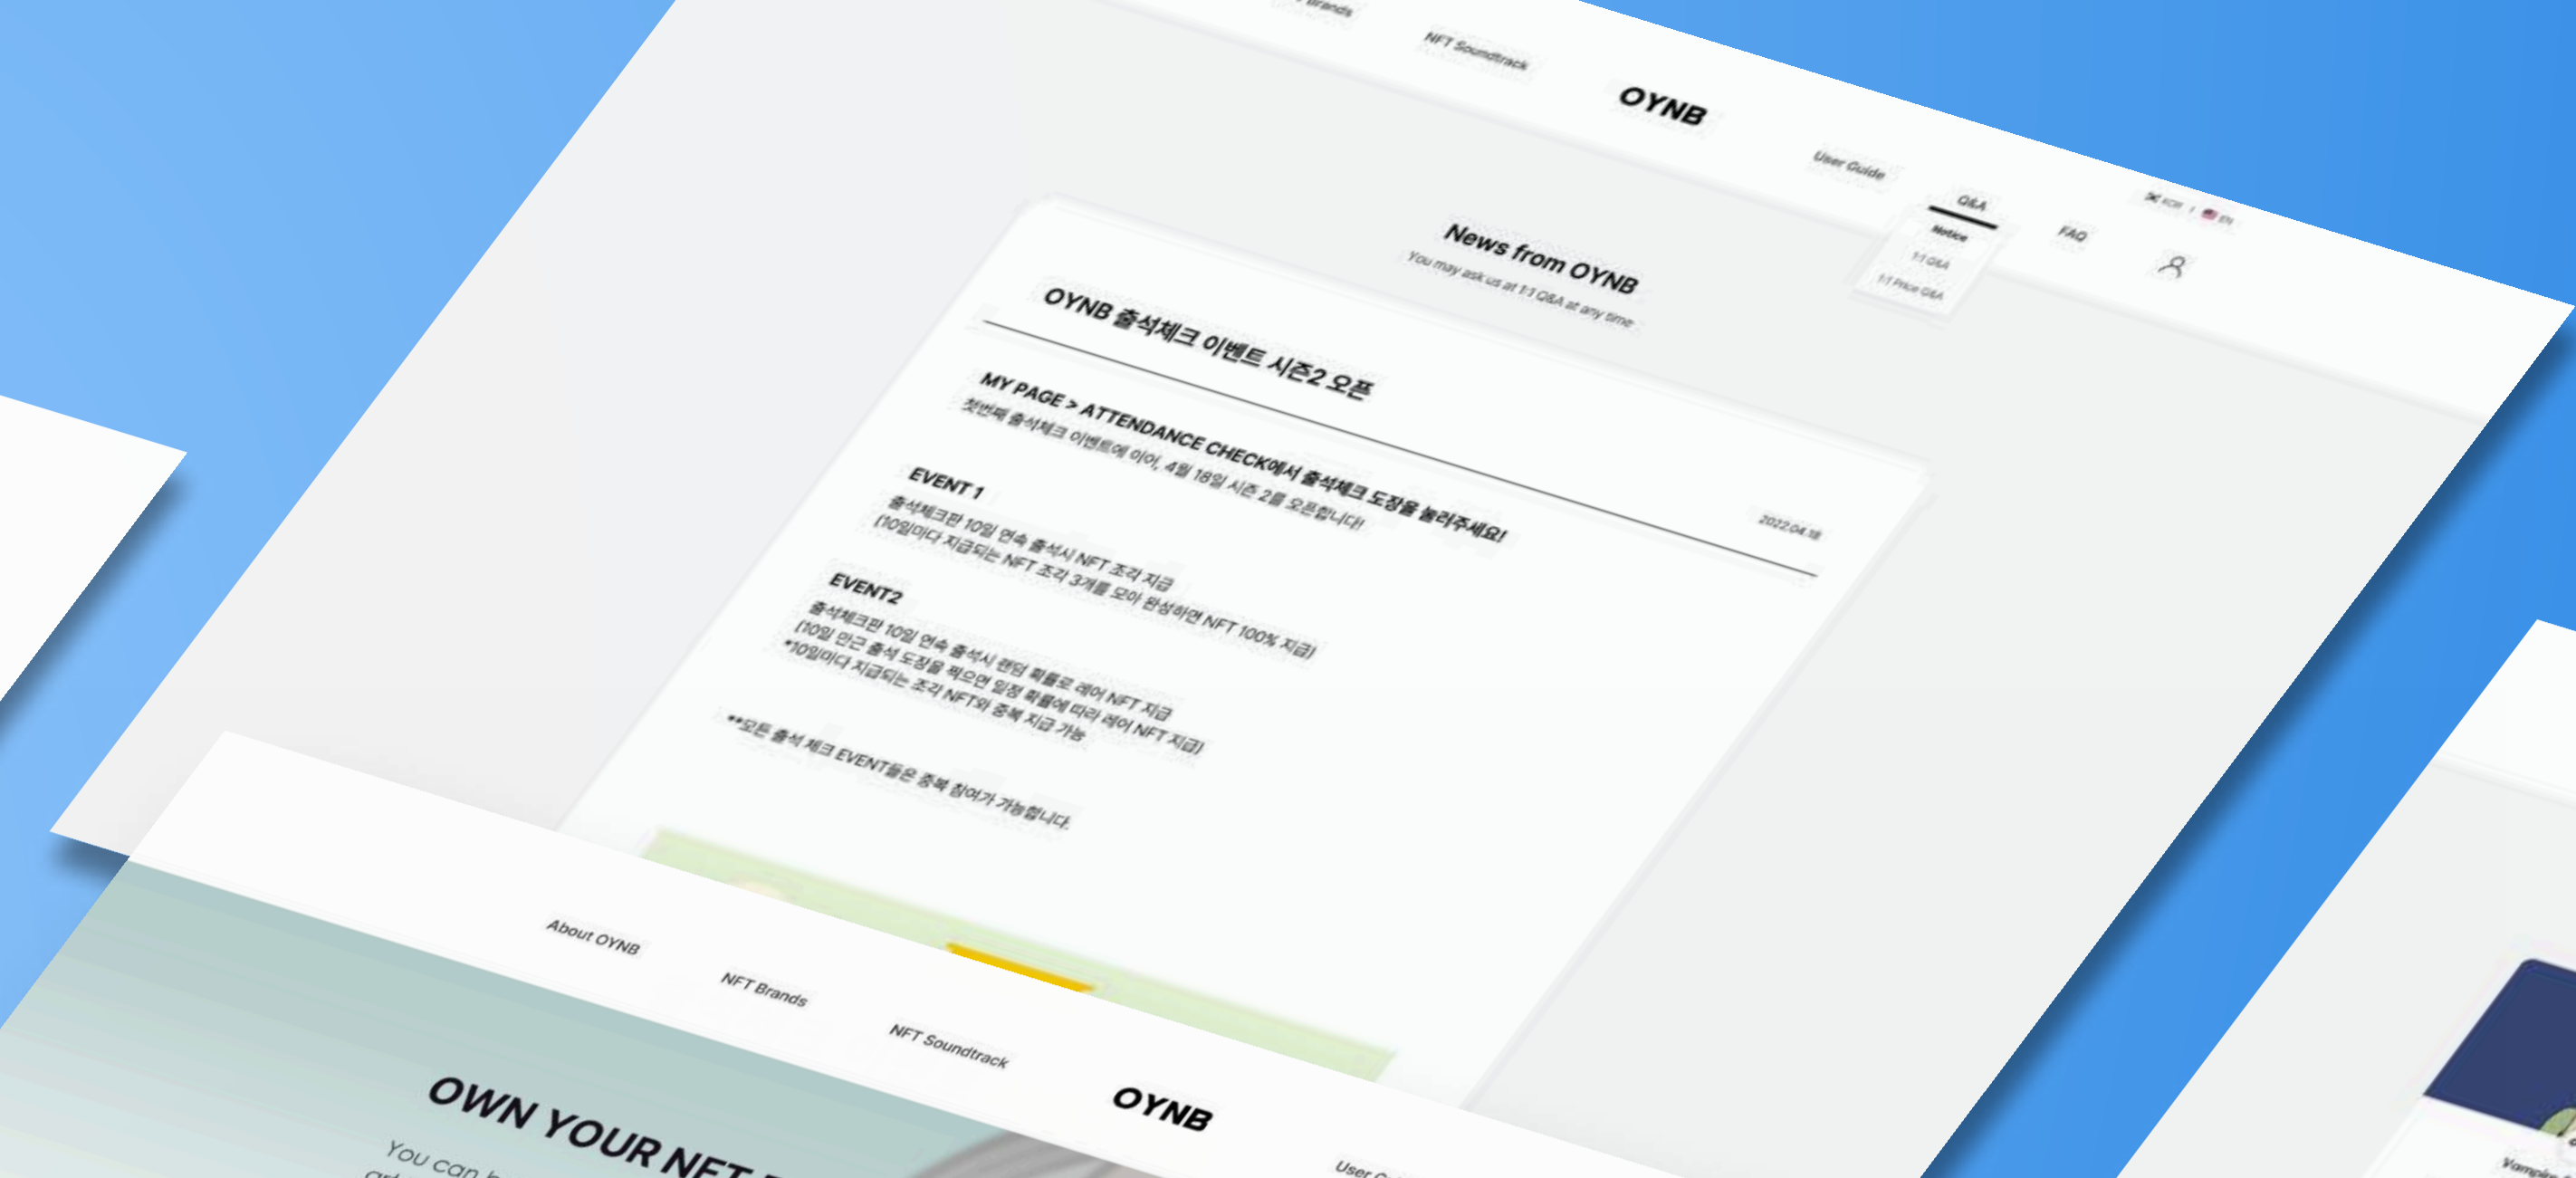 Brands
NFT Soundtrack
OYNB
User Guide
Q&A
FAQ
KOR / EN
Notice
1:1 Q&A
1:1 Price Q&A
News from OYNB
You may ask us at 1:1 Q&A at any time
OYNB 출석체크 이벤트 시즌2 오픈
2022.04.18
MY PAGE > ATTENDANCE CHECK에서 출석체크 도장을 눌러주세요!
첫번째 출석체크 이벤트에 이어, 4월 18일 시즌 2를 오픈합니다!
EVENT 1
출석체크판 10일 연속 출석시 NFT 조각 지급
(10일마다 지급되는 NFT 조각 3개를 모아 완성하면 NFT 100% 지급)
EVENT2
출석체크판 10일 연속 출석시 랜덤 확률로 레어 NFT 지급
(10일 만근 출석 도장을 찍으면 일정 확률에 따라 레어 NFT 지급)
*10일마다 지급되는 조각 NFT와 중복 지급 가능
**모든 출석 체크 EVENT들은 중복 참여가 가능합니다.
About OYNB
NFT Brands
NFT Soundtrack
OYNB
User
OWN YOUR NFT
You can